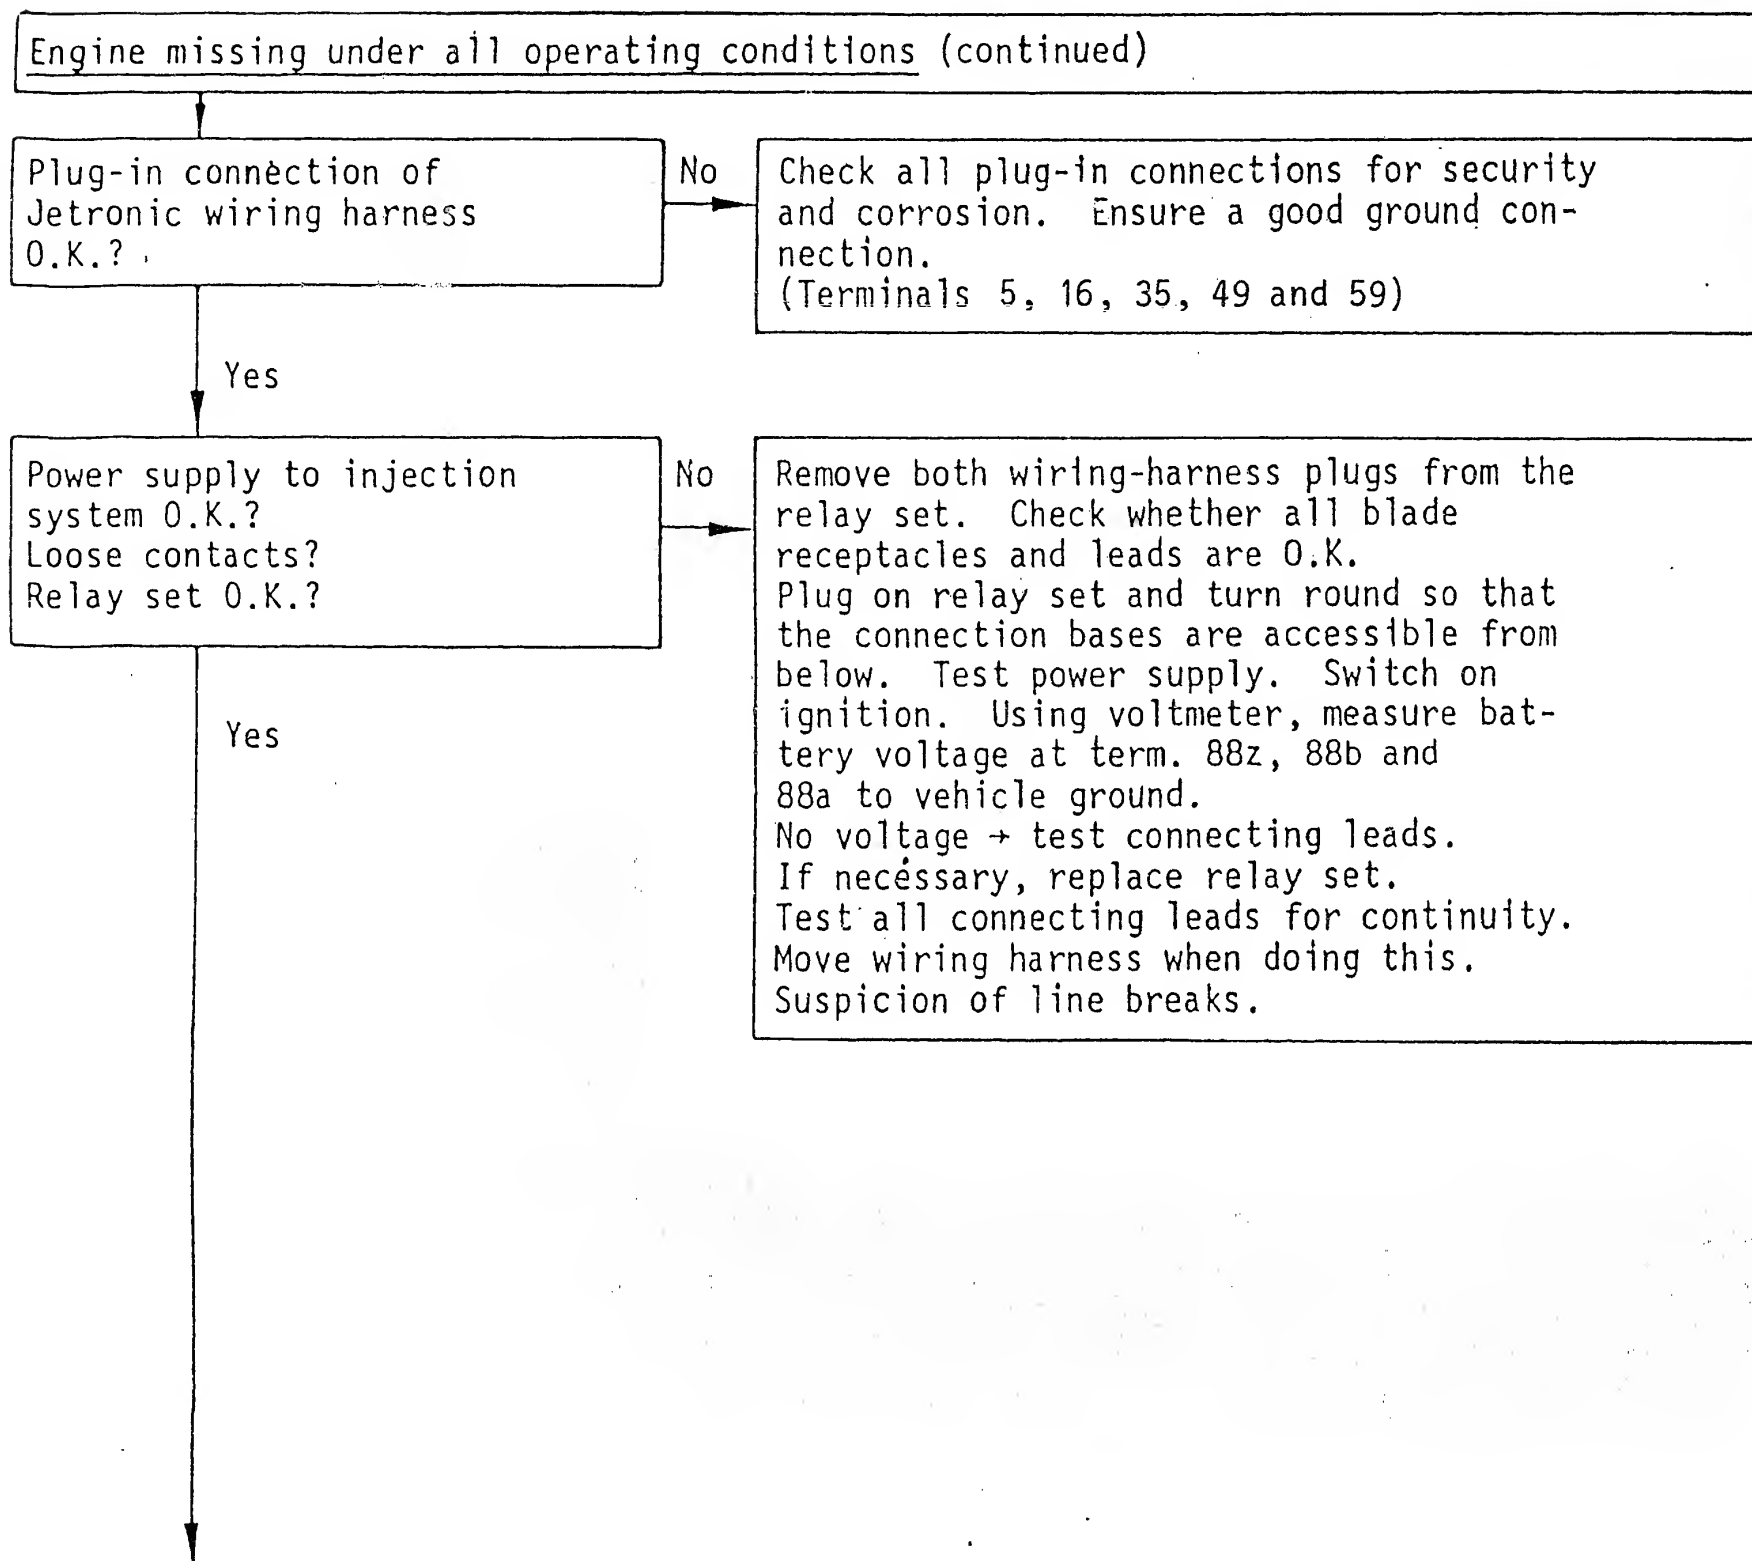 Engine missing under all operating conditions (continued)
Plug-in connection of
Jetronic wiring harness
O.K.?
No
Check all plug-in connections for security
and corrosion. Ensure a good ground con-
nection.
(Terminals 5, 16, 35, 49 and 59)
Yes
Power supply to injection
system O.K.?
Loose contacts?
Relay set O.K.?
No
Remove both wiring-harness plugs from the
relay set. Check whether all blade
receptacles and leads are O.K.
Plug on relay set and turn round so that
the connection bases are accessible from
below. Test power supply. Switch on
ignition. Using voltmeter, measure bat-
tery voltage at term. 88z, 88b and
88a to vehicle ground.
No voltage → test connecting leads.
If necessary, replace relay set.
Test all connecting leads for continuity.
Move wiring harness when doing this.
Suspicion of line breaks.
Yes